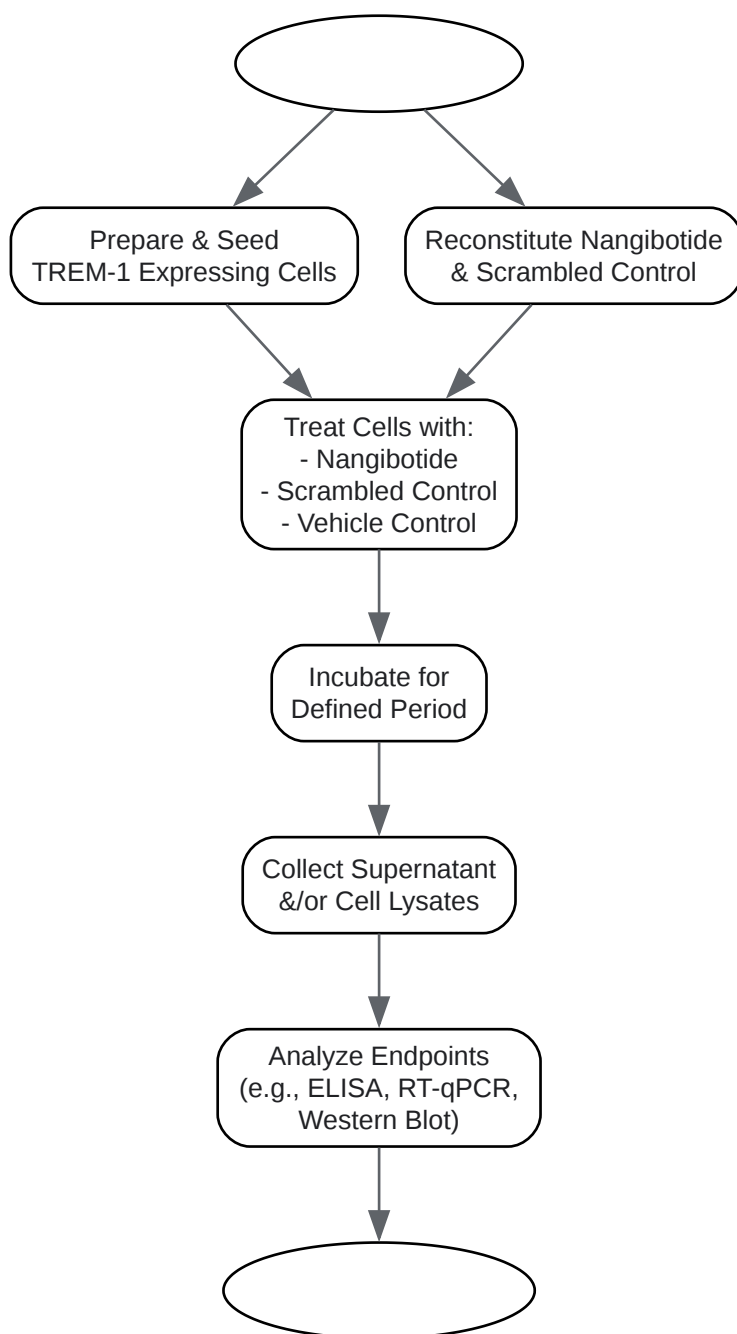 Prepare & Seed
TREM-1 Expressing Cells
Reconstitute Nangibotide
& Scrambled Control
Treat Cells with:
- Nangibotide
- Scrambled Control
- Vehicle Control
Incubate for
Defined Period
Collect Supernatant
&/or Cell Lysates
Analyze Endpoints
(e.g., ELISA, RT-qPCR,
Western Blot)